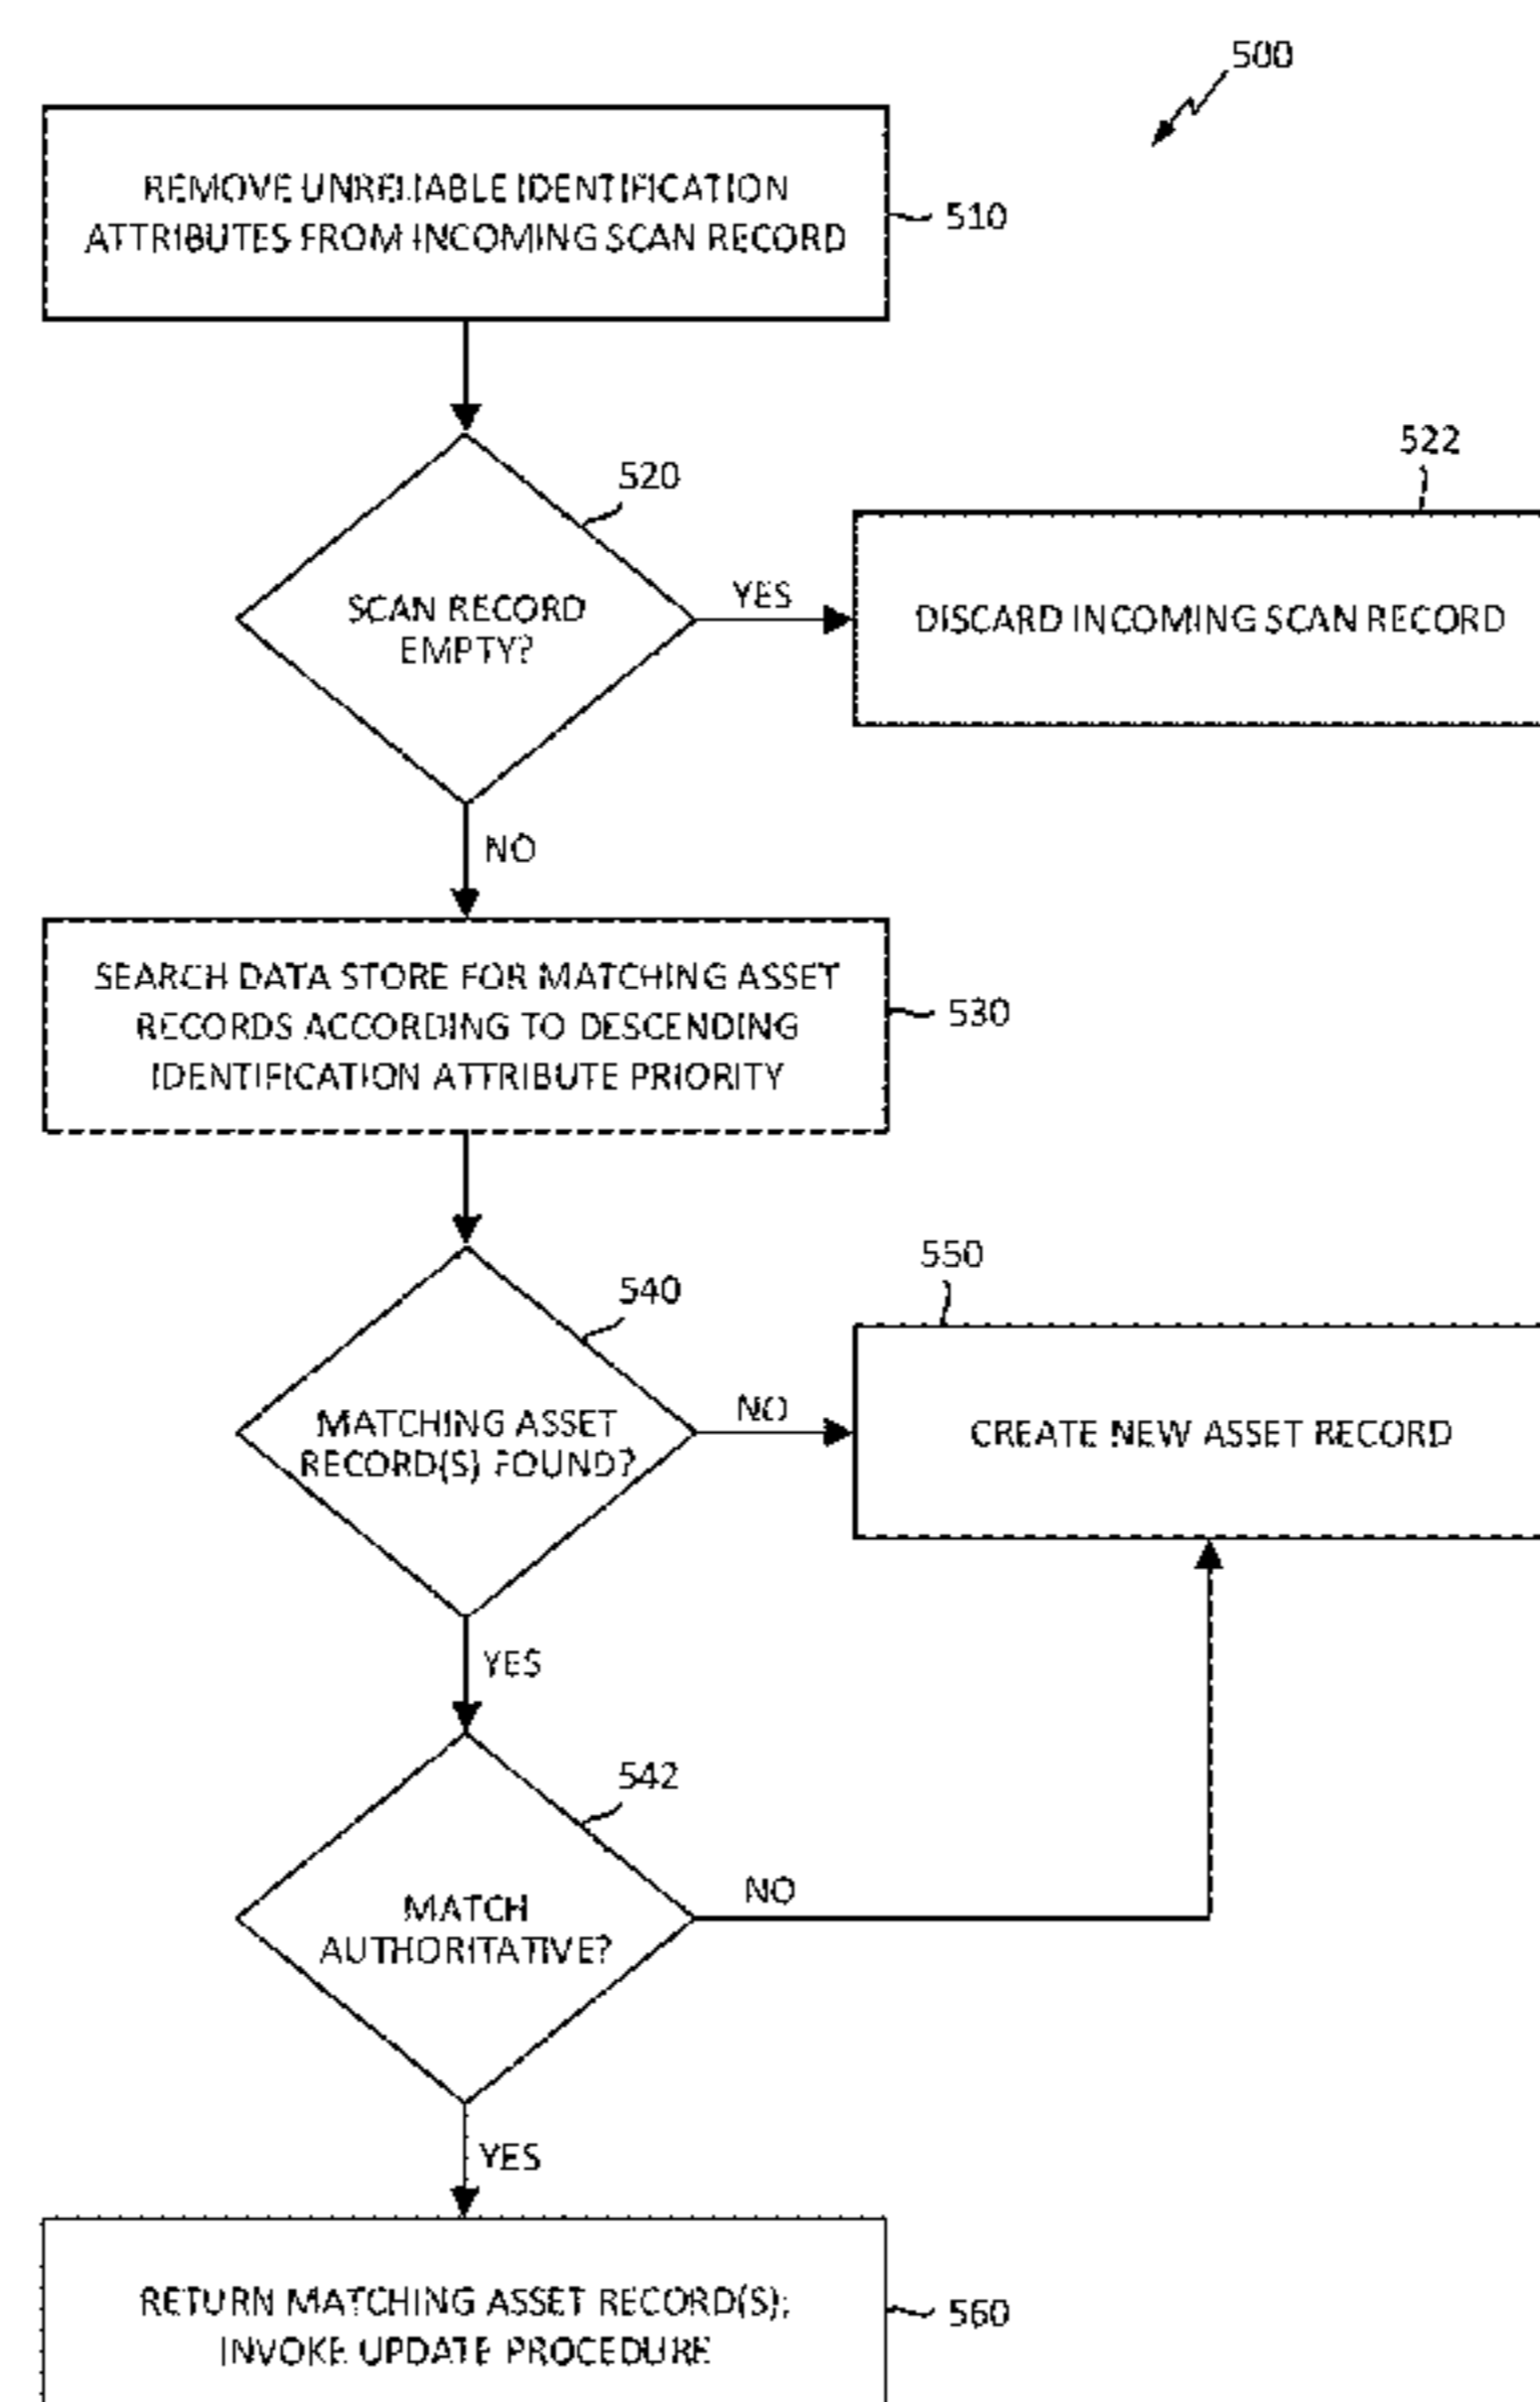 500
REMOVE UNRELIABLE IDENTIFICATION
ATTRIBUTES FROM INCOMING SCAN RECORD
510
520
522
SCAN RECORD
EMPTY?
YES
DISCARD INCOMING SCAN RECORD
NO
SEARCH DATA STORE FOR MATCHING ASSET
RECORDS ACCORDING TO DESCENDING
IDENTIFICATION ATTRIBUTE PRIORITY
530
540
550
MATCHING ASSET
RECORD(S) FOUND?
NO
CREATE NEW ASSET RECORD
YES
542
MATCH
AUTHORITATIVE?
NO
YES
RETURN MATCHING ASSET RECORD(S);
INVOKE UPDATE PROCEDURE
560